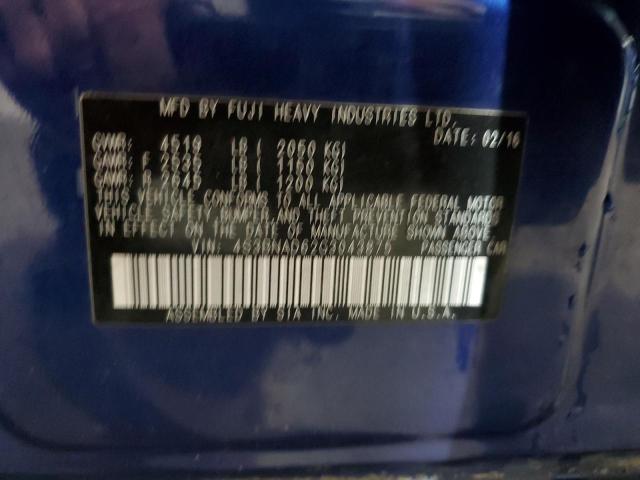 MFD BY FUJI HEAVY INDUSTRIES LTD.
DATE: 02/16
GVWR: 4519 LB ( 2050 KG)
GAWR: F 2535 LB ( 1150 KG)
GAWR: R 2645 LB ( 1200 KG)
THIS VEHICLE CONFORMS TO ALL APPLICABLE FEDERAL MOTOR
VEHICLE SAFETY, BUMPER, AND THEFT PREVENTION STANDARDS
IN EFFECT ON THE DATE OF MANUFACTURE SHOWN ABOVE.
VIN: PASSENGER CAR
ASSEMBLED BY SIA INC. MADE IN U.S.A.